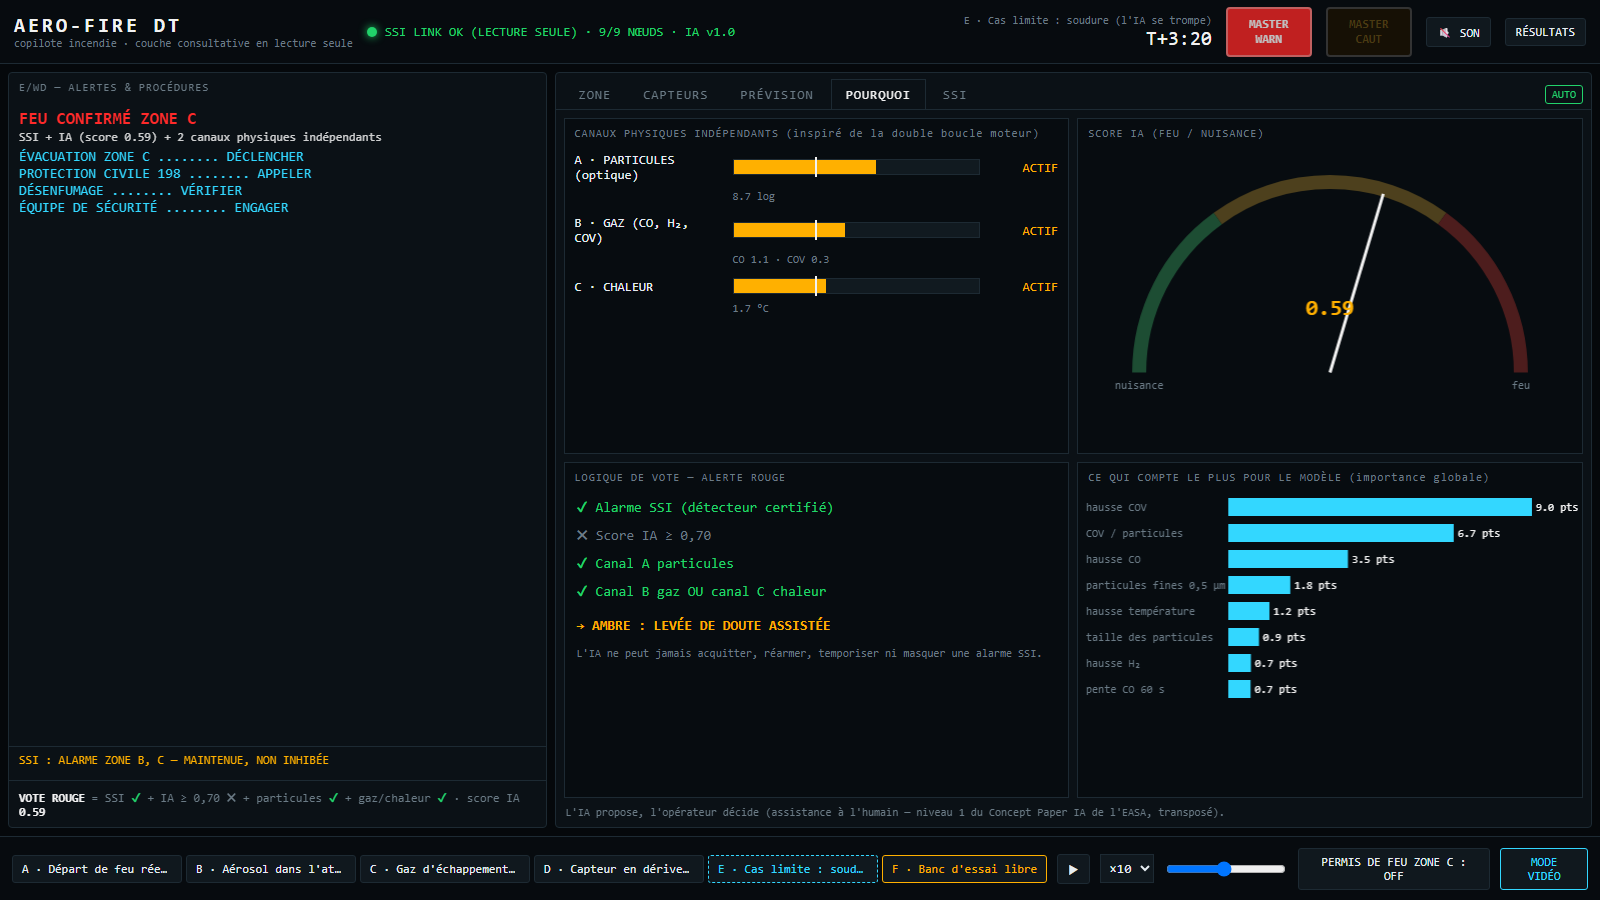 AERO-FIRE DT
copilote incendie · couche consultative en lecture seule
SSI LINK OK (LECTURE SEULE) · 9/9 NŒUDS · IA v1.0
E · Cas limite : soudure (l'IA se trompe)
T+3:20
MASTER
WARN
MASTER
CAUT
SON
RÉSULTATS
E/WD — ALERTES & PROCÉDURES
FEU CONFIRMÉ ZONE C
SSI + IA (score 0.59) + 2 canaux physiques indépendants
ÉVACUATION ZONE C ........ DÉCLENCHER
PROTECTION CIVILE 198 ........ APPELER
DÉSENFUMAGE ........ VÉRIFIER
ÉQUIPE DE SÉCURITÉ ........ ENGAGER
SSI : ALARME ZONE B, C — MAINTENUE, NON INHIBÉE
VOTE ROUGE = SSI ✓ + IA ≥ 0,70 ✕ + particules ✓ + gaz/chaleur ✓ · score IA
0.59
ZONE
CAPTEURS
PRÉVISION
POURQUOI
SSI
AUTO
CANAUX PHYSIQUES INDÉPENDANTS (inspiré de la double boucle moteur)
A · PARTICULES
(optique)
ACTIF
8.7 log
B · GAZ (CO, H₂,
COV)
ACTIF
CO 1.1 · COV 0.3
C · CHALEUR
ACTIF
1.7 °C
SCORE IA (FEU / NUISANCE)
0.59
nuisance
feu
LOGIQUE DE VOTE — ALERTE ROUGE
✓ Alarme SSI (détecteur certifié)
✕ Score IA ≥ 0,70
✓ Canal A particules
✓ Canal B gaz OU canal C chaleur
→ AMBRE : LEVÉE DE DOUTE ASSISTÉE
L'IA ne peut jamais acquitter, réarmer, temporiser ni masquer une alarme SSI.
CE QUI COMPTE LE PLUS POUR LE MODÈLE (importance globale)
hausse COV 9.0 pts
COV / particules 6.7 pts
hausse CO 3.5 pts
particules fines 0,5 µm 1.8 pts
hausse température 1.2 pts
taille des particules 0.9 pts
hausse H₂ 0.7 pts
pente CO 60 s 0.7 pts
L'IA propose, l'opérateur décide (assistance à l'humain — niveau 1 du Concept Paper IA de l'EASA, transposé).
A · Départ de feu rée…
B · Aérosol dans l'at…
C · Gaz d'échappement…
D · Capteur en dérive…
E · Cas limite : soud…
F · Banc d'essai libre
▶
x10
PERMIS DE FEU ZONE C :
OFF
MODE
VIDÉO